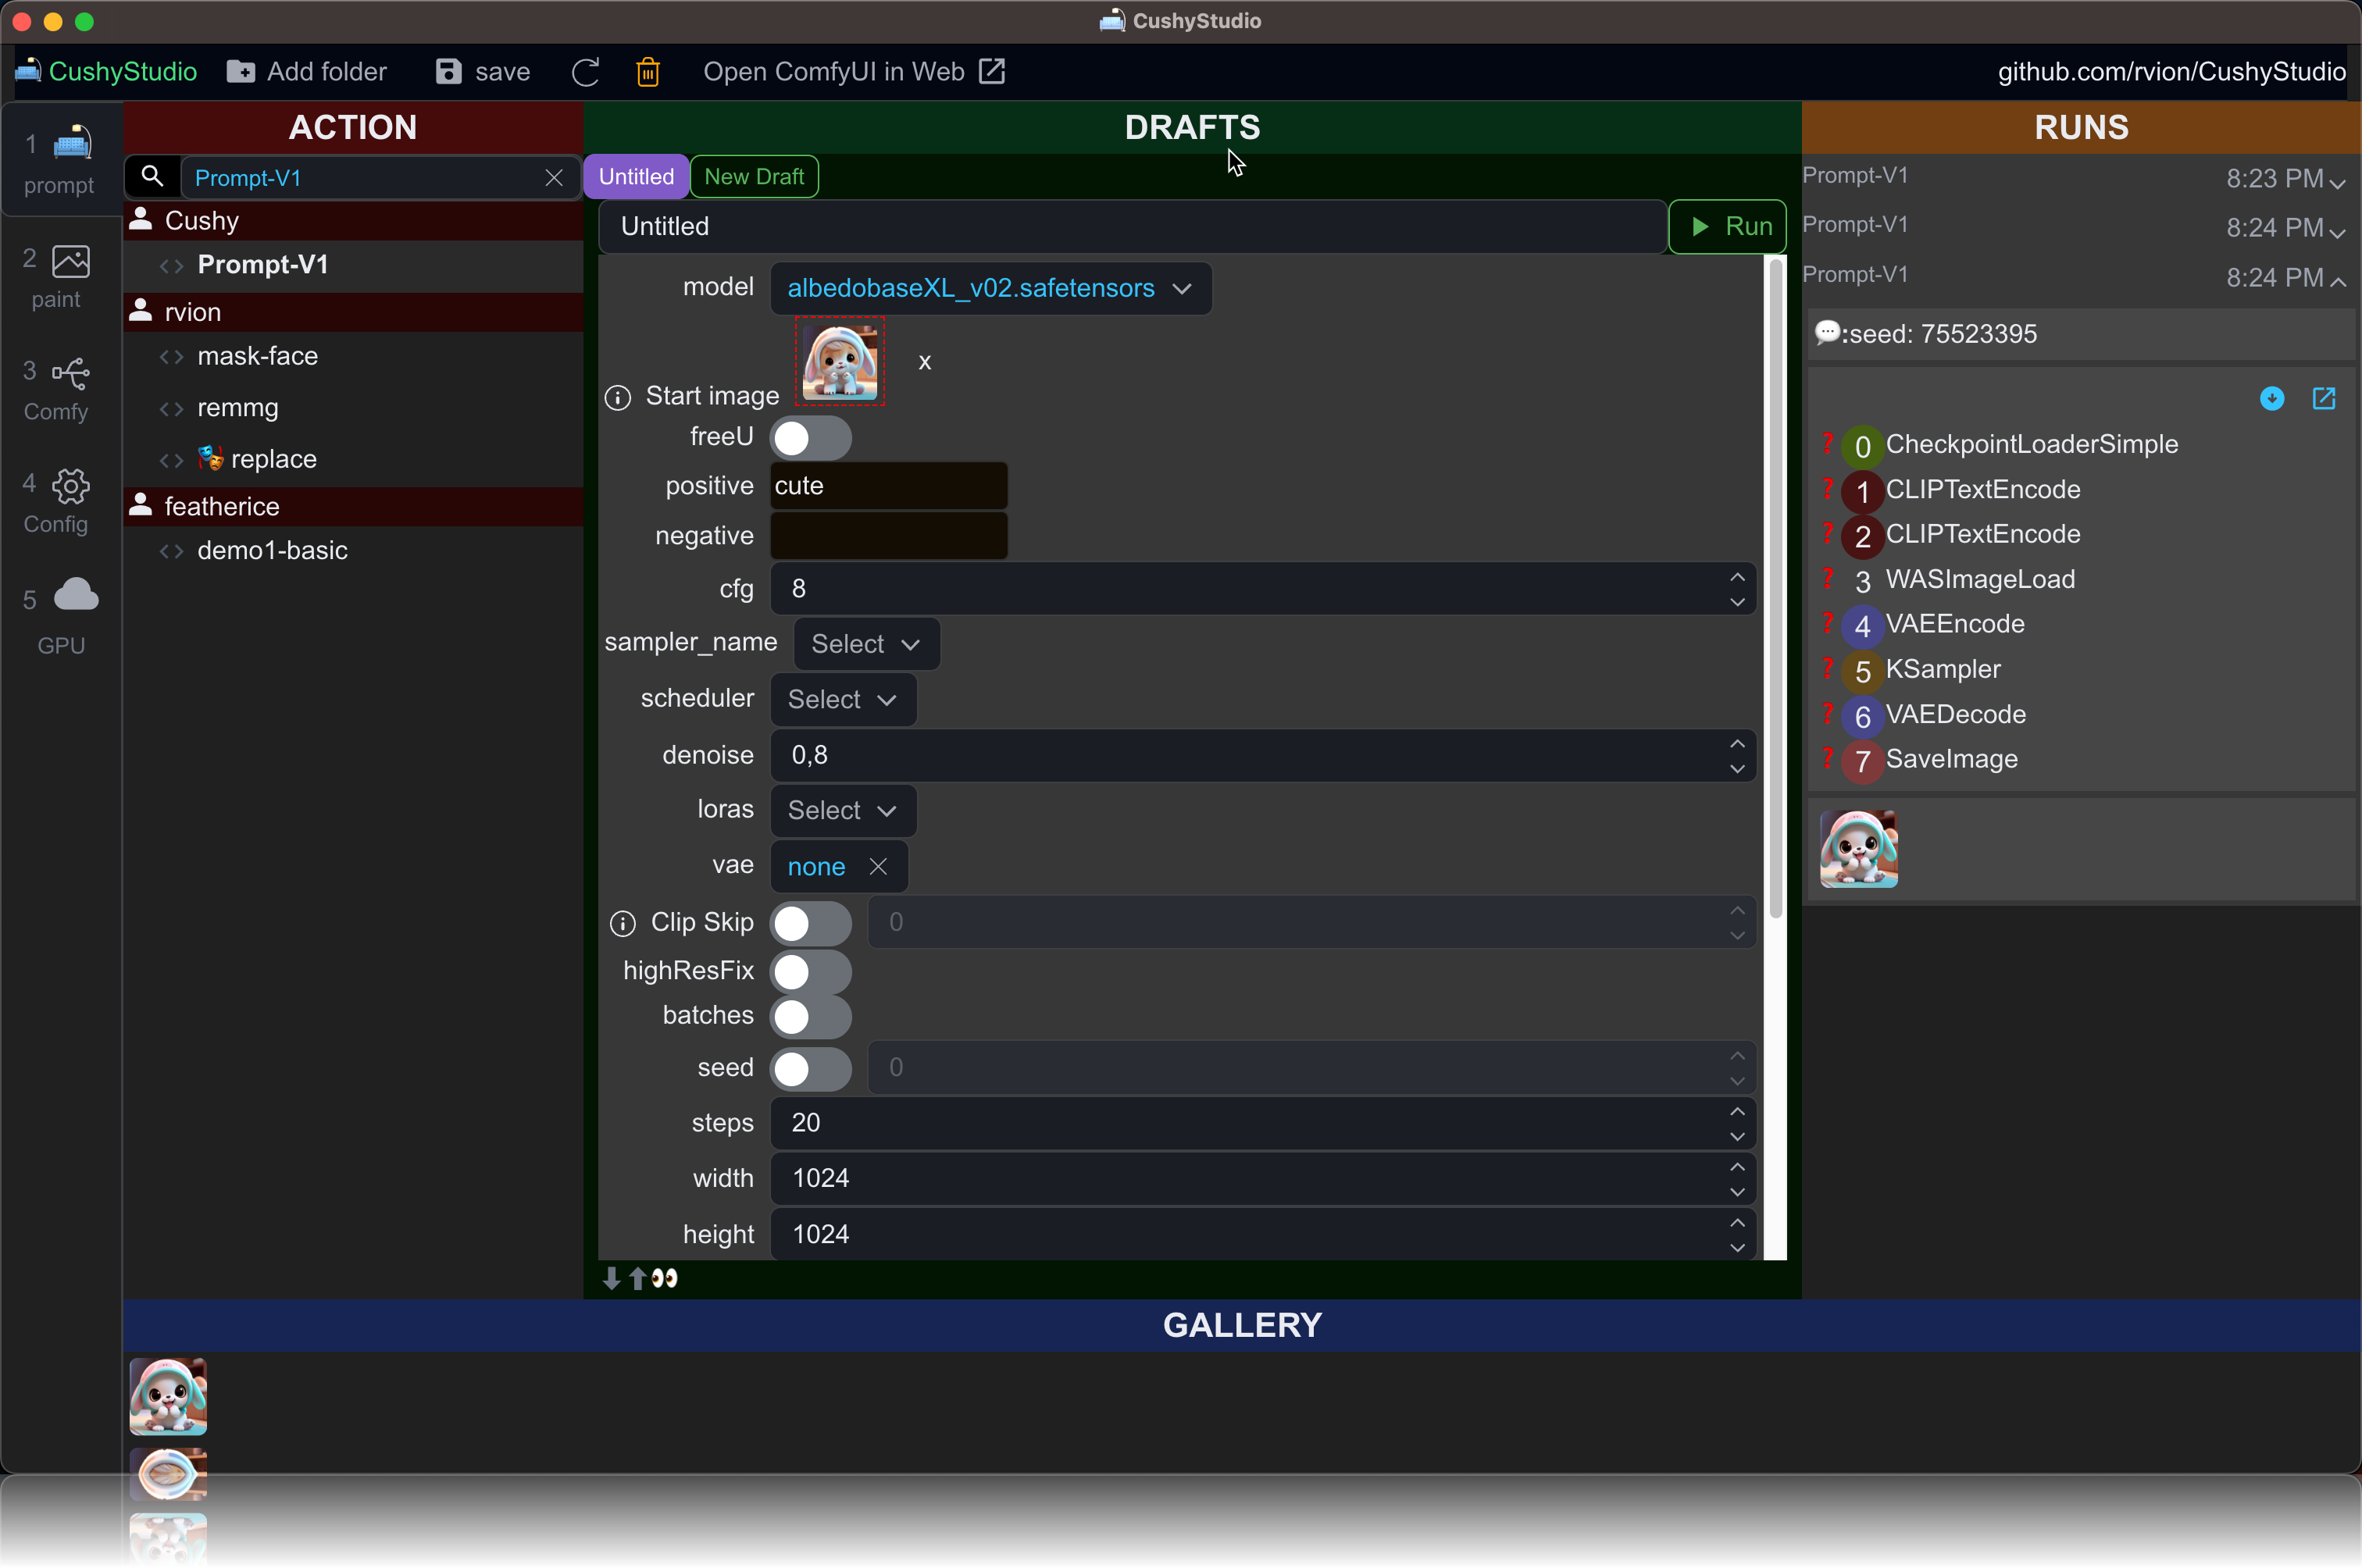 CushyStudio
CushyStudio Add folder save Open ComfyUI in Web github.com/rvion/CushyStudio
1
prompt
2
paint
3
Comfy
4
Config
5
GPU
ACTION
Prompt-V1
Cushy
Prompt-V1
rvion
mask-face
remmg
replace
featherice
demo1-basic
DRAFTS
Untitled New Draft
Untitled Run
model albedobaseXL_v02.safetensors
Start image x
freeU
positive cute
negative
cfg 8
sampler_name Select
scheduler Select
denoise 0,8
loras Select
vae none
Clip Skip 0
highResFix
batches
seed 0
steps 20
width 1024
height 1024
RUNS
Prompt-V1 8:23 PM
Prompt-V1 8:24 PM
Prompt-V1 8:24 PM
:seed: 75523395
? 0 CheckpointLoaderSimple
? 1 CLIPTextEncode
? 2 CLIPTextEncode
? 3 WASImageLoad
? 4 VAEEncode
? 5 KSampler
? 6 VAEDecode
? 7 SaveImage
GALLERY